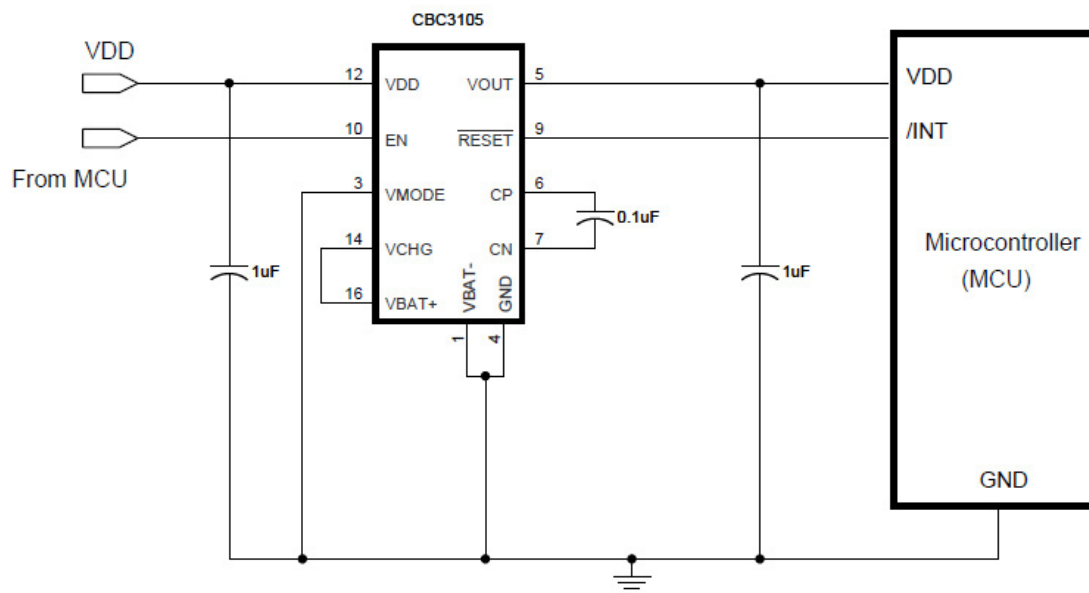 CBC3105
VDD
12
VDD
VOUT
5
VDD
10
EN
RESET
9
/INT
From MCU
3
VMODE
CP
6
0.1uF
14
VCHG
CN
7
Microcontroller
(MCU)
1uF
1uF
16
VBAT+
VBAT-
GND
1
4
GND